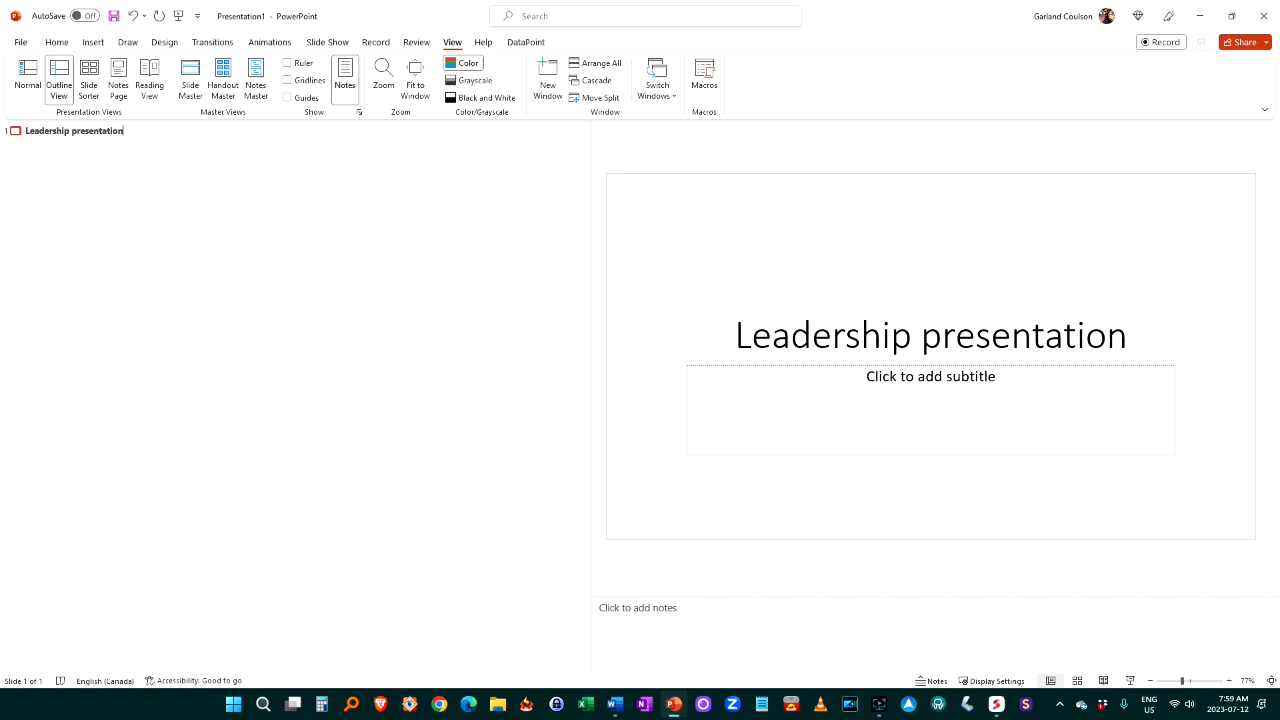 AutoSave Off Presentation1 - PowerPoint Search Garland Coulson
File Home Insert Draw Design Transitions Animations Slide Show Record Review View Help DataPoint Record Share
Ruler Color Arrange All
Gridlines Grayscale Cascade
Guides Black and White Move Split
Normal Outline View Slide Sorter Notes Page Reading View Slide Master Handout Master Notes Master Notes Zoom Fit to Window New Window Switch Windows Macros
Presentation Views Master Views Show Zoom Color/Grayscale Window Macros
1 Leadership presentation
Leadership presentation
Click to add subtitle
Click to add notes
Slide 1 of 1 English (Canada) Accessibility: Good to go Notes Display Settings 77%
ENG 7:59 AM
US 2023-07-12